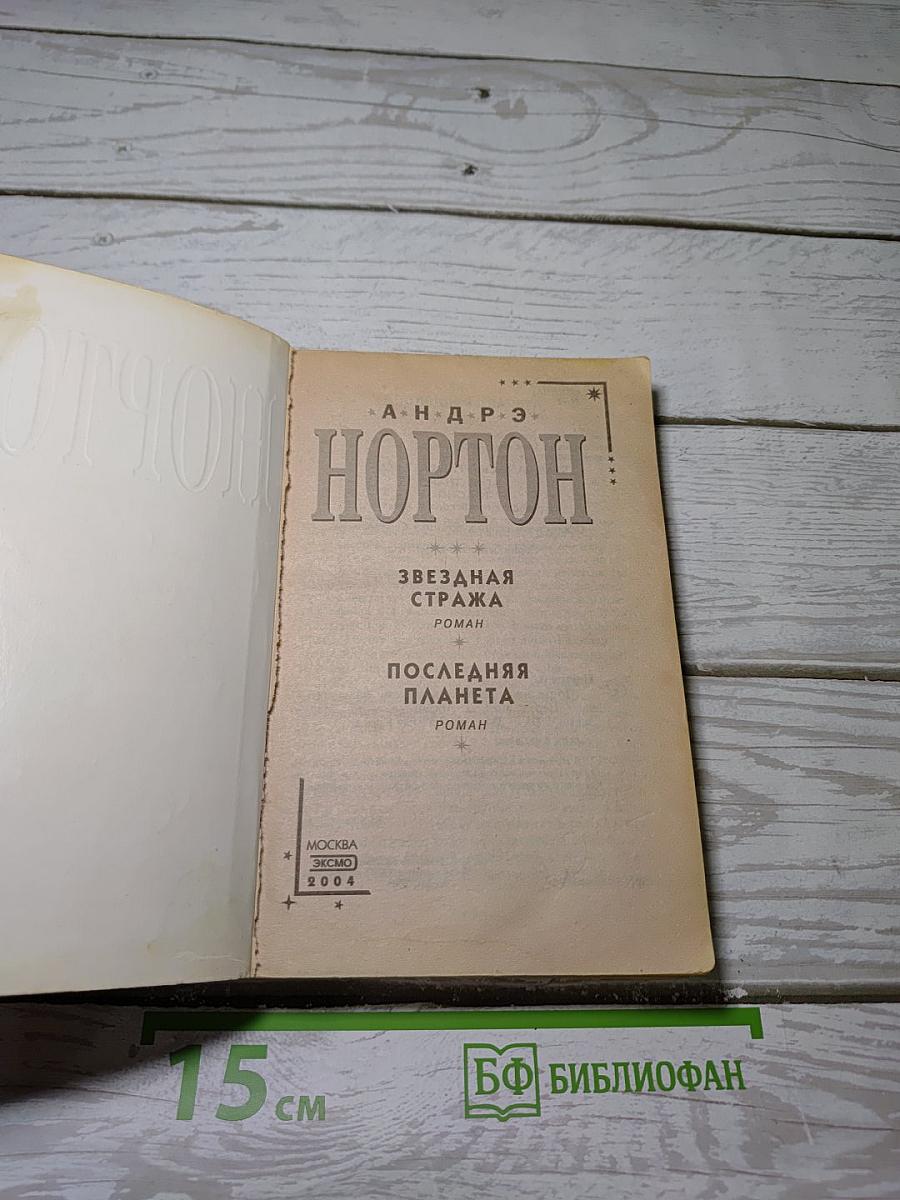 АНДРЭ
НОРТОН
ЗВЕЗДНАЯ
СТРАЖА
РОМАН
ПОСЛЕДНЯЯ
ПЛАНЕТА
РОМАН
МОСКВА
ЭКСМО
2004
15 см
БФ БИБЛИОФАН